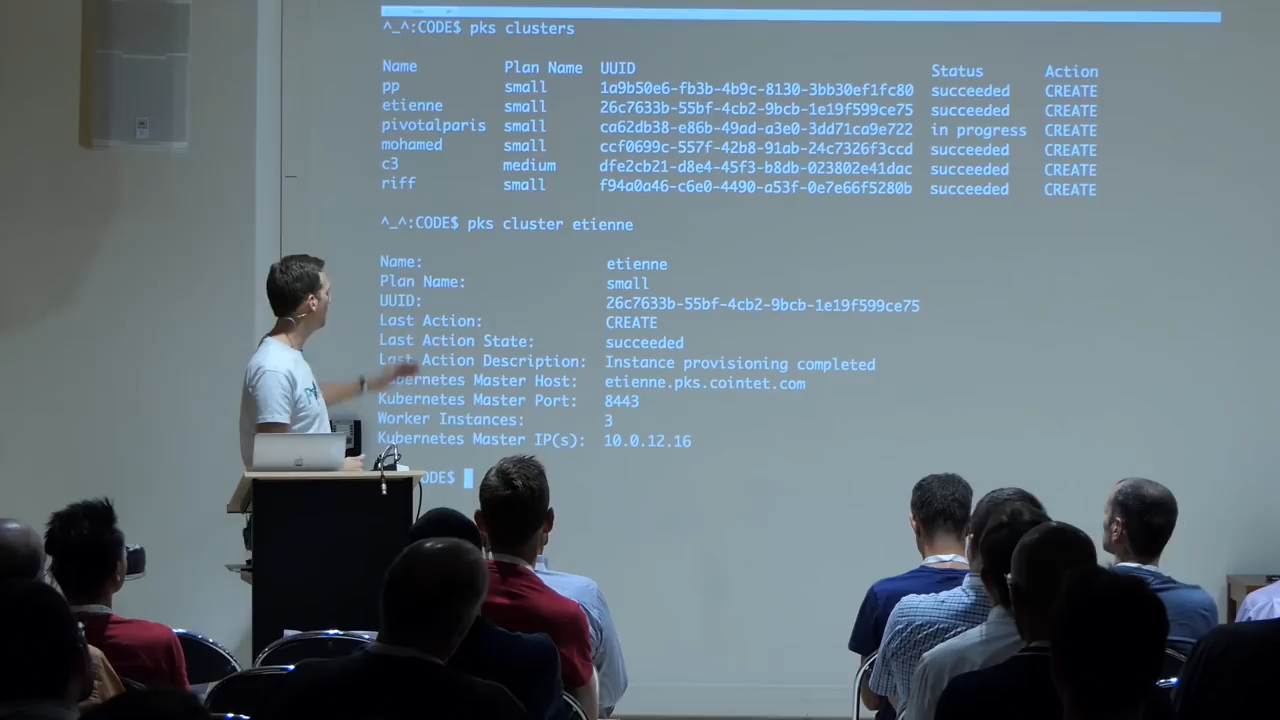 ^_^:CODE$ pks clusters
Name Plan Name UUID Status Action
pp small 1a9b50e6-fb3b-4b9c-8130-3bb30ef1fc80 succeeded CREATE
etienne small 26c7633b-55bf-4cb2-9bcb-1e19f599ce75 succeeded CREATE
pivotalparis small ca62db38-e86b-49ad-a3e0-3dd71ca9e722 in progress CREATE
mohamed small ccf0699c-557f-42b8-91ab-24c7326f3ccd succeeded CREATE
c3 medium dfe2cb21-d8e4-45f3-b8db-023802e41dac succeeded CREATE
riff small f94a0a46-c6e0-4490-a53f-0e7e66f5280b succeeded CREATE
^_^:CODE$ pks cluster etienne
Name: etienne
Plan Name: small
UUID: 26c7633b-55bf-4cb2-9bcb-1e19f599ce75
Last Action: CREATE
Last Action State: succeeded
Last Action Description: Instance provisioning completed
Kubernetes Master Host: etienne.pks.cointet.com
Kubernetes Master Port: 8443
Worker Instances: 3
Kubernetes Master IP(s): 10.0.12.16
CODE$